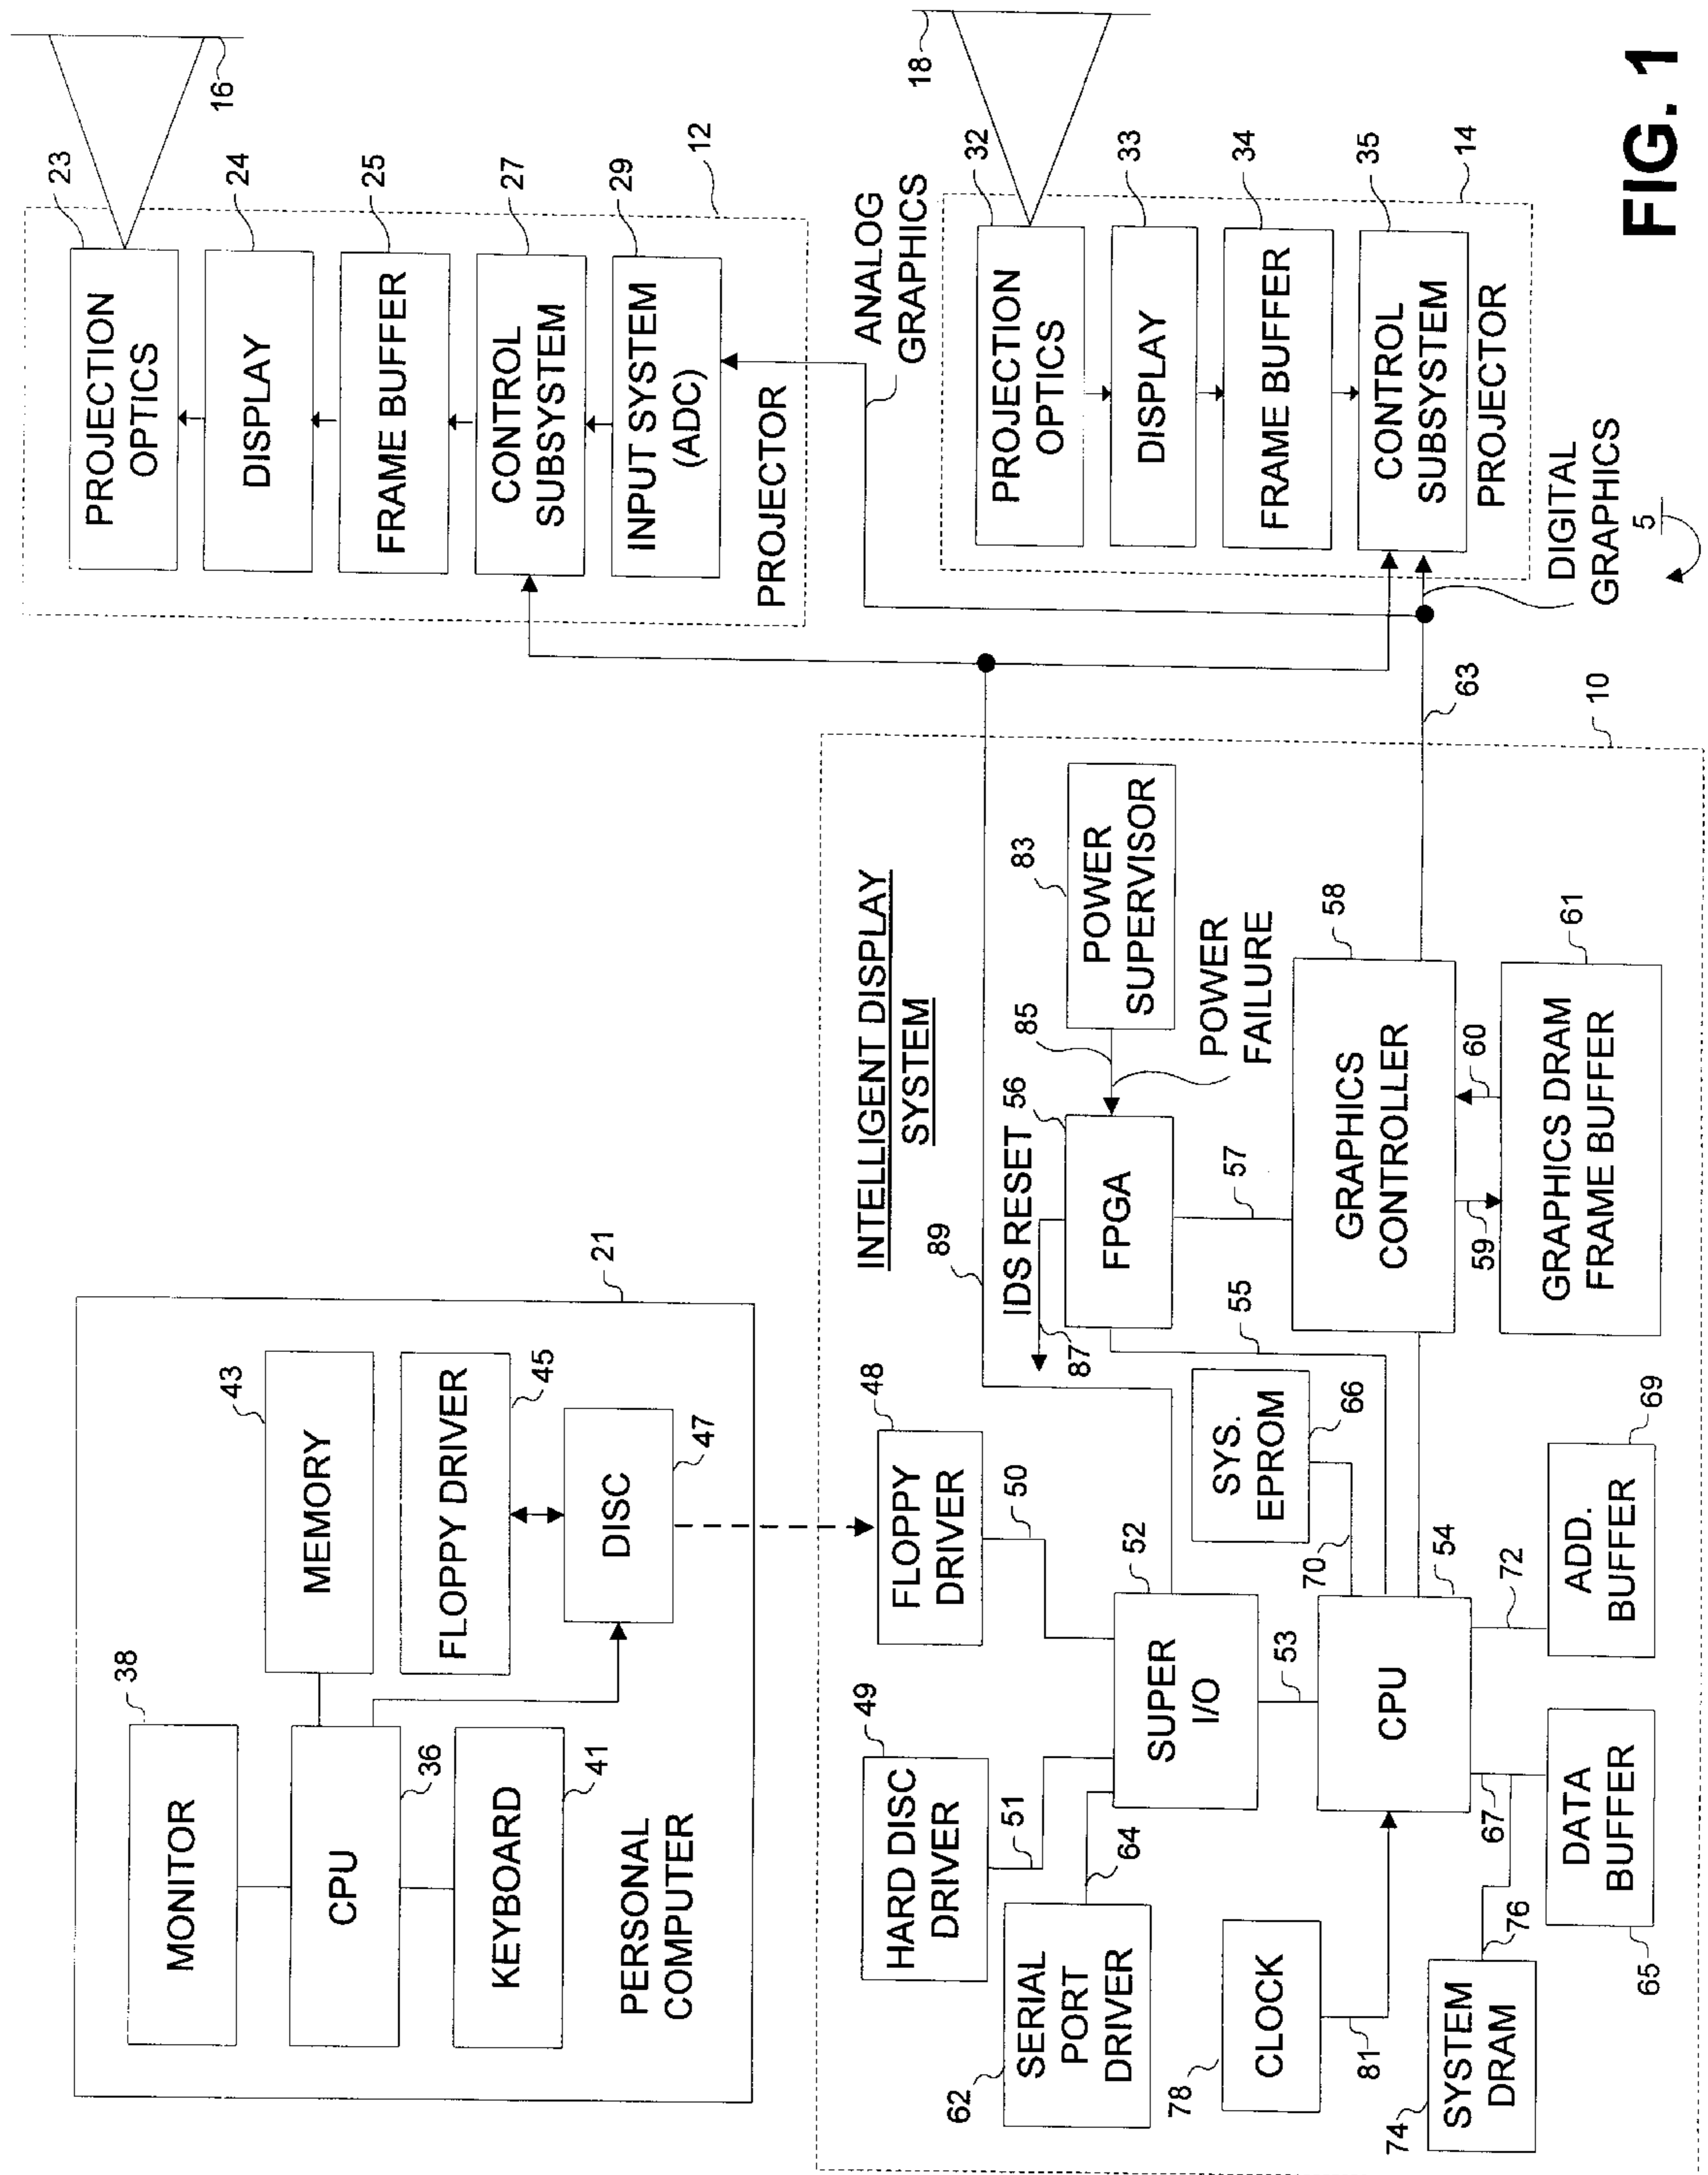 FIG. 1
5
16
12
23
PROJECTION
OPTICS
24
DISPLAY
25
FRAME BUFFER
27
CONTROL
SUBSYSTEM
29
INPUT SYSTEM
(ADC)
PROJECTOR
ANALOG
GRAPHICS
18
14
32
PROJECTION
OPTICS
33
DISPLAY
34
FRAME BUFFER
35
CONTROL
SUBSYSTEM
PROJECTOR
DIGITAL
GRAPHICS
63
10
21
38
MONITOR
CPU
36
KEYBOARD
41
43
MEMORY
FLOPPY DRIVER
45
DISC
47
PERSONAL
COMPUTER
INTELLIGENT DISPLAY
SYSTEM
89
48
FLOPPY
DRIVER
50
49
HARD DISC
DRIVER
51
62
SERIAL
PORT
DRIVER
64
52
SUPER
I/O
53
78
CLOCK
81
CPU
54
SYS.
EPROM
66
70
55
IDS RESET
87
56
FPGA
57
85
POWER
FAILURE
83
POWER
SUPERVISOR
58
GRAPHICS
CONTROLLER
59
60
61
GRAPHICS DRAM
FRAME BUFFER
74
SYSTEM
DRAM
76
67
DATA
BUFFER
65
72
ADD.
BUFFER
69